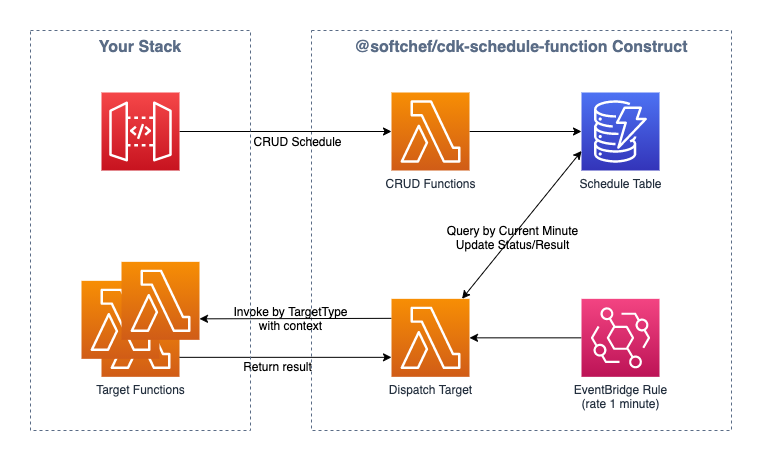 Your Stack
@softchef/cdk-schedule-function Construct
</>
CRUD Schedule
CRUD Functions
Schedule Table
Query by Current Minute
Update Status/Result
Invoke by TargetType
with context
Return result
Target Functions
Dispatch Target
EventBridge Rule
(rate 1 minute)